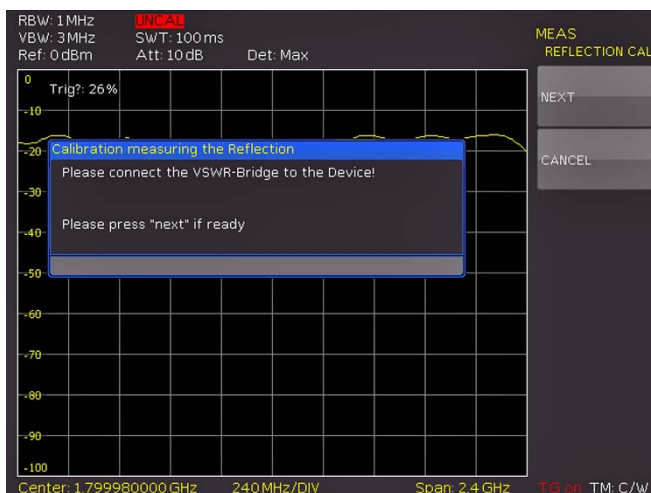 RBW: 1 MHz
UNCAL
VBW: 3 MHz
SWT: 100 ms
Ref: 0 dBm
Att: 10 dB
Det: Max
MEAS
REFLECTION CAL
0
Trig?: 26%
-10
-20
-30
-40
-50
-60
-70
-80
-90
-100
Calibration measuring the Reflection
Please connect the VSWR-Bridge to the Device!
Please press "next" if ready
NEXT
CANCEL
Center: 1.799980000 GHz
240 MHz/DIV
Span: 2.4 GHz
TG on
TM: C/W